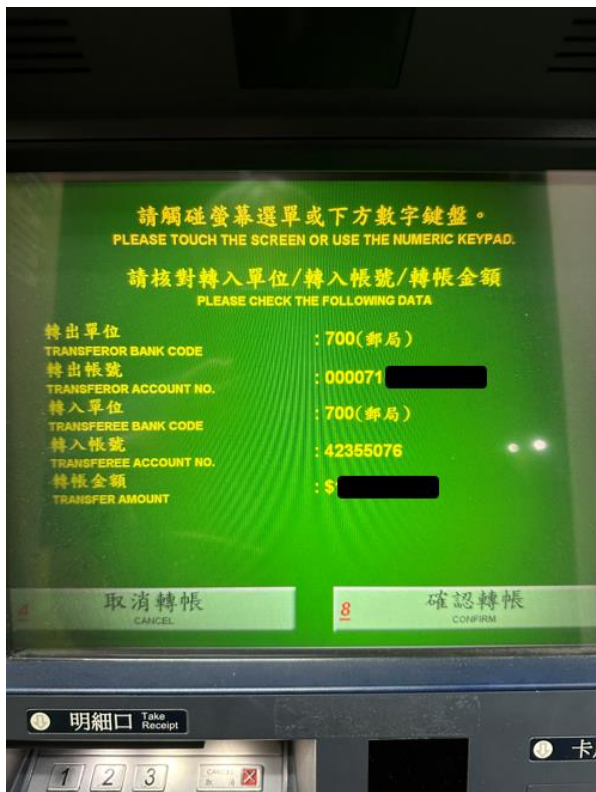 請觸碰螢幕選單或下方數字鍵盤。
PLEASE TOUCH THE SCREEN OR USE THE NUMERIC KEYPAD.
請核對轉入單位/轉入帳號/轉帳金額
PLEASE CHECK THE FOLLOWING DATA
轉出單位 : 700(郵局)
TRANSFEROR BANK CODE
轉出帳號 : 000071
TRANSFEROR ACCOUNT NO.
轉入單位 : 700(郵局)
TRANSFEREE BANK CODE
轉入帳號 : 42355076
TRANSFEREE ACCOUNT NO.
轉帳金額 : $
TRANSFER AMOUNT
4 取消轉帳 8 確認轉帳
CANCEL CONFIRM
明細口 Take Receipt
1 2 3 CANCEL